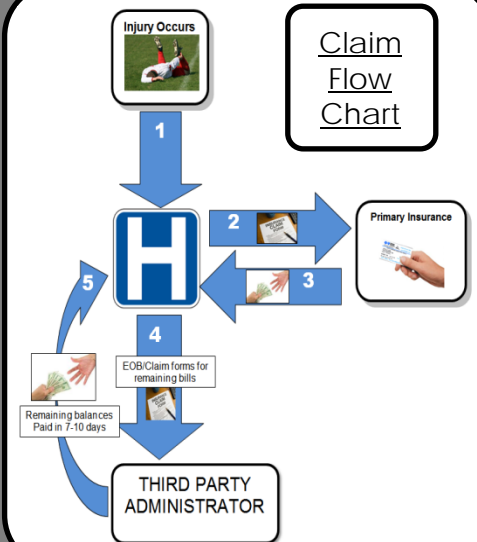 Injury Occurs
Claim
Flow
Chart
1
H
2
Primary Insurance
3
4
EOB/Claim forms for
remaining bills
5
Remaining balances
Paid in 7-10 days
THIRD PARTY
ADMINISTRATOR